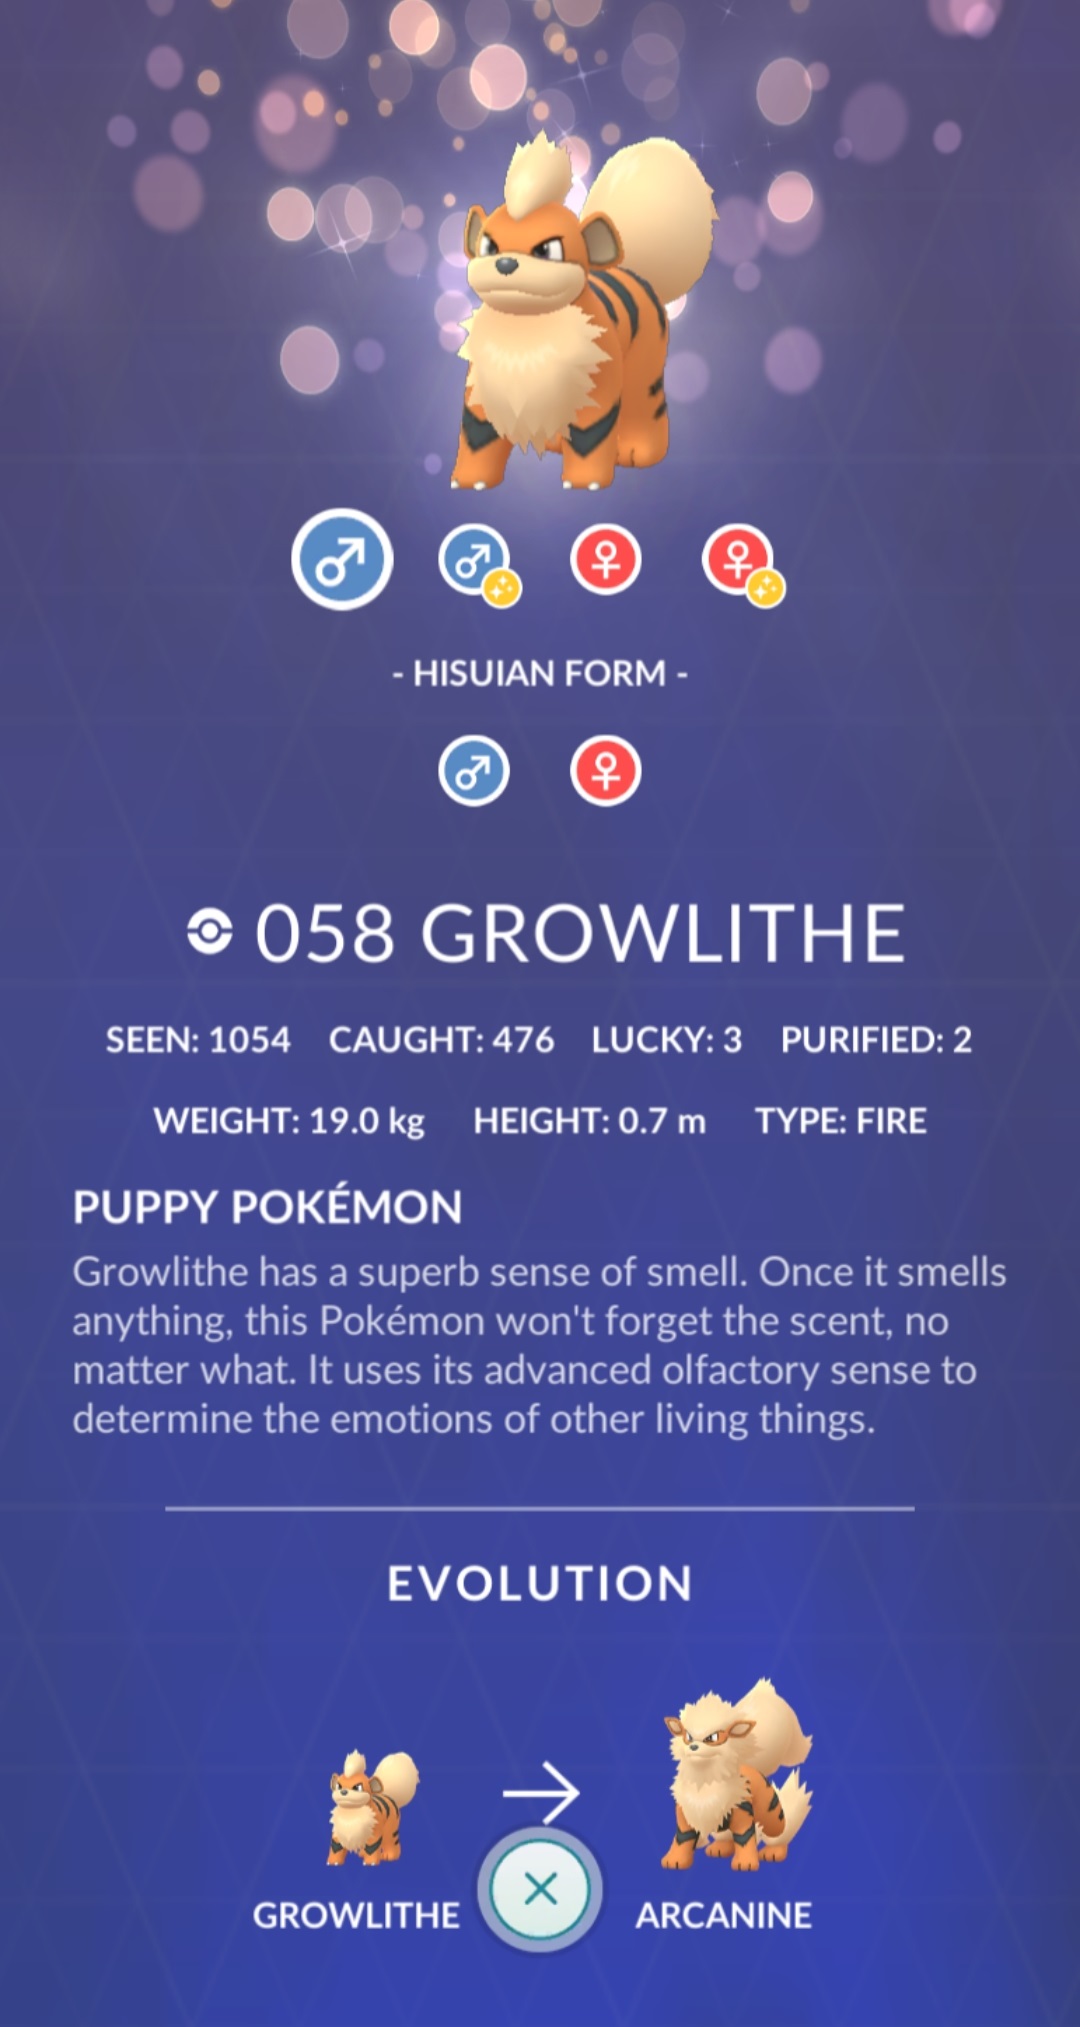 - HISUIAN FORM -
058 GROWLITHE
SEEN: 1054 CAUGHT: 476 LUCKY: 3 PURIFIED: 2
WEIGHT: 19.0 kg HEIGHT: 0.7 m TYPE: FIRE
PUPPY POKÉMON
Growlithe has a superb sense of smell. Once it smells
anything, this Pokémon won't forget the scent, no
matter what. It uses its advanced olfactory sense to
determine the emotions of other living things.
EVOLUTION
GROWLITHE ARCANINE